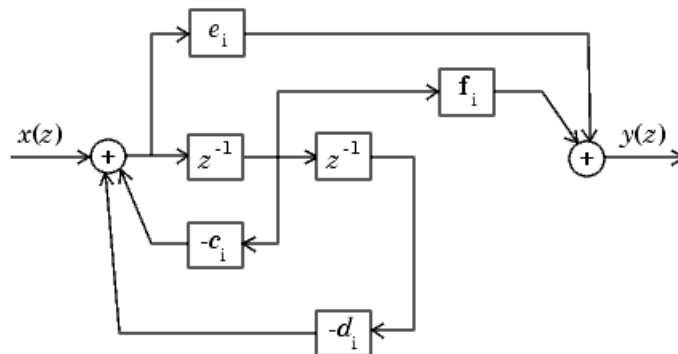 e_i
f_i
x(z)
y(z)
+
z^-1
z^-1
+
-c_i
-d_i